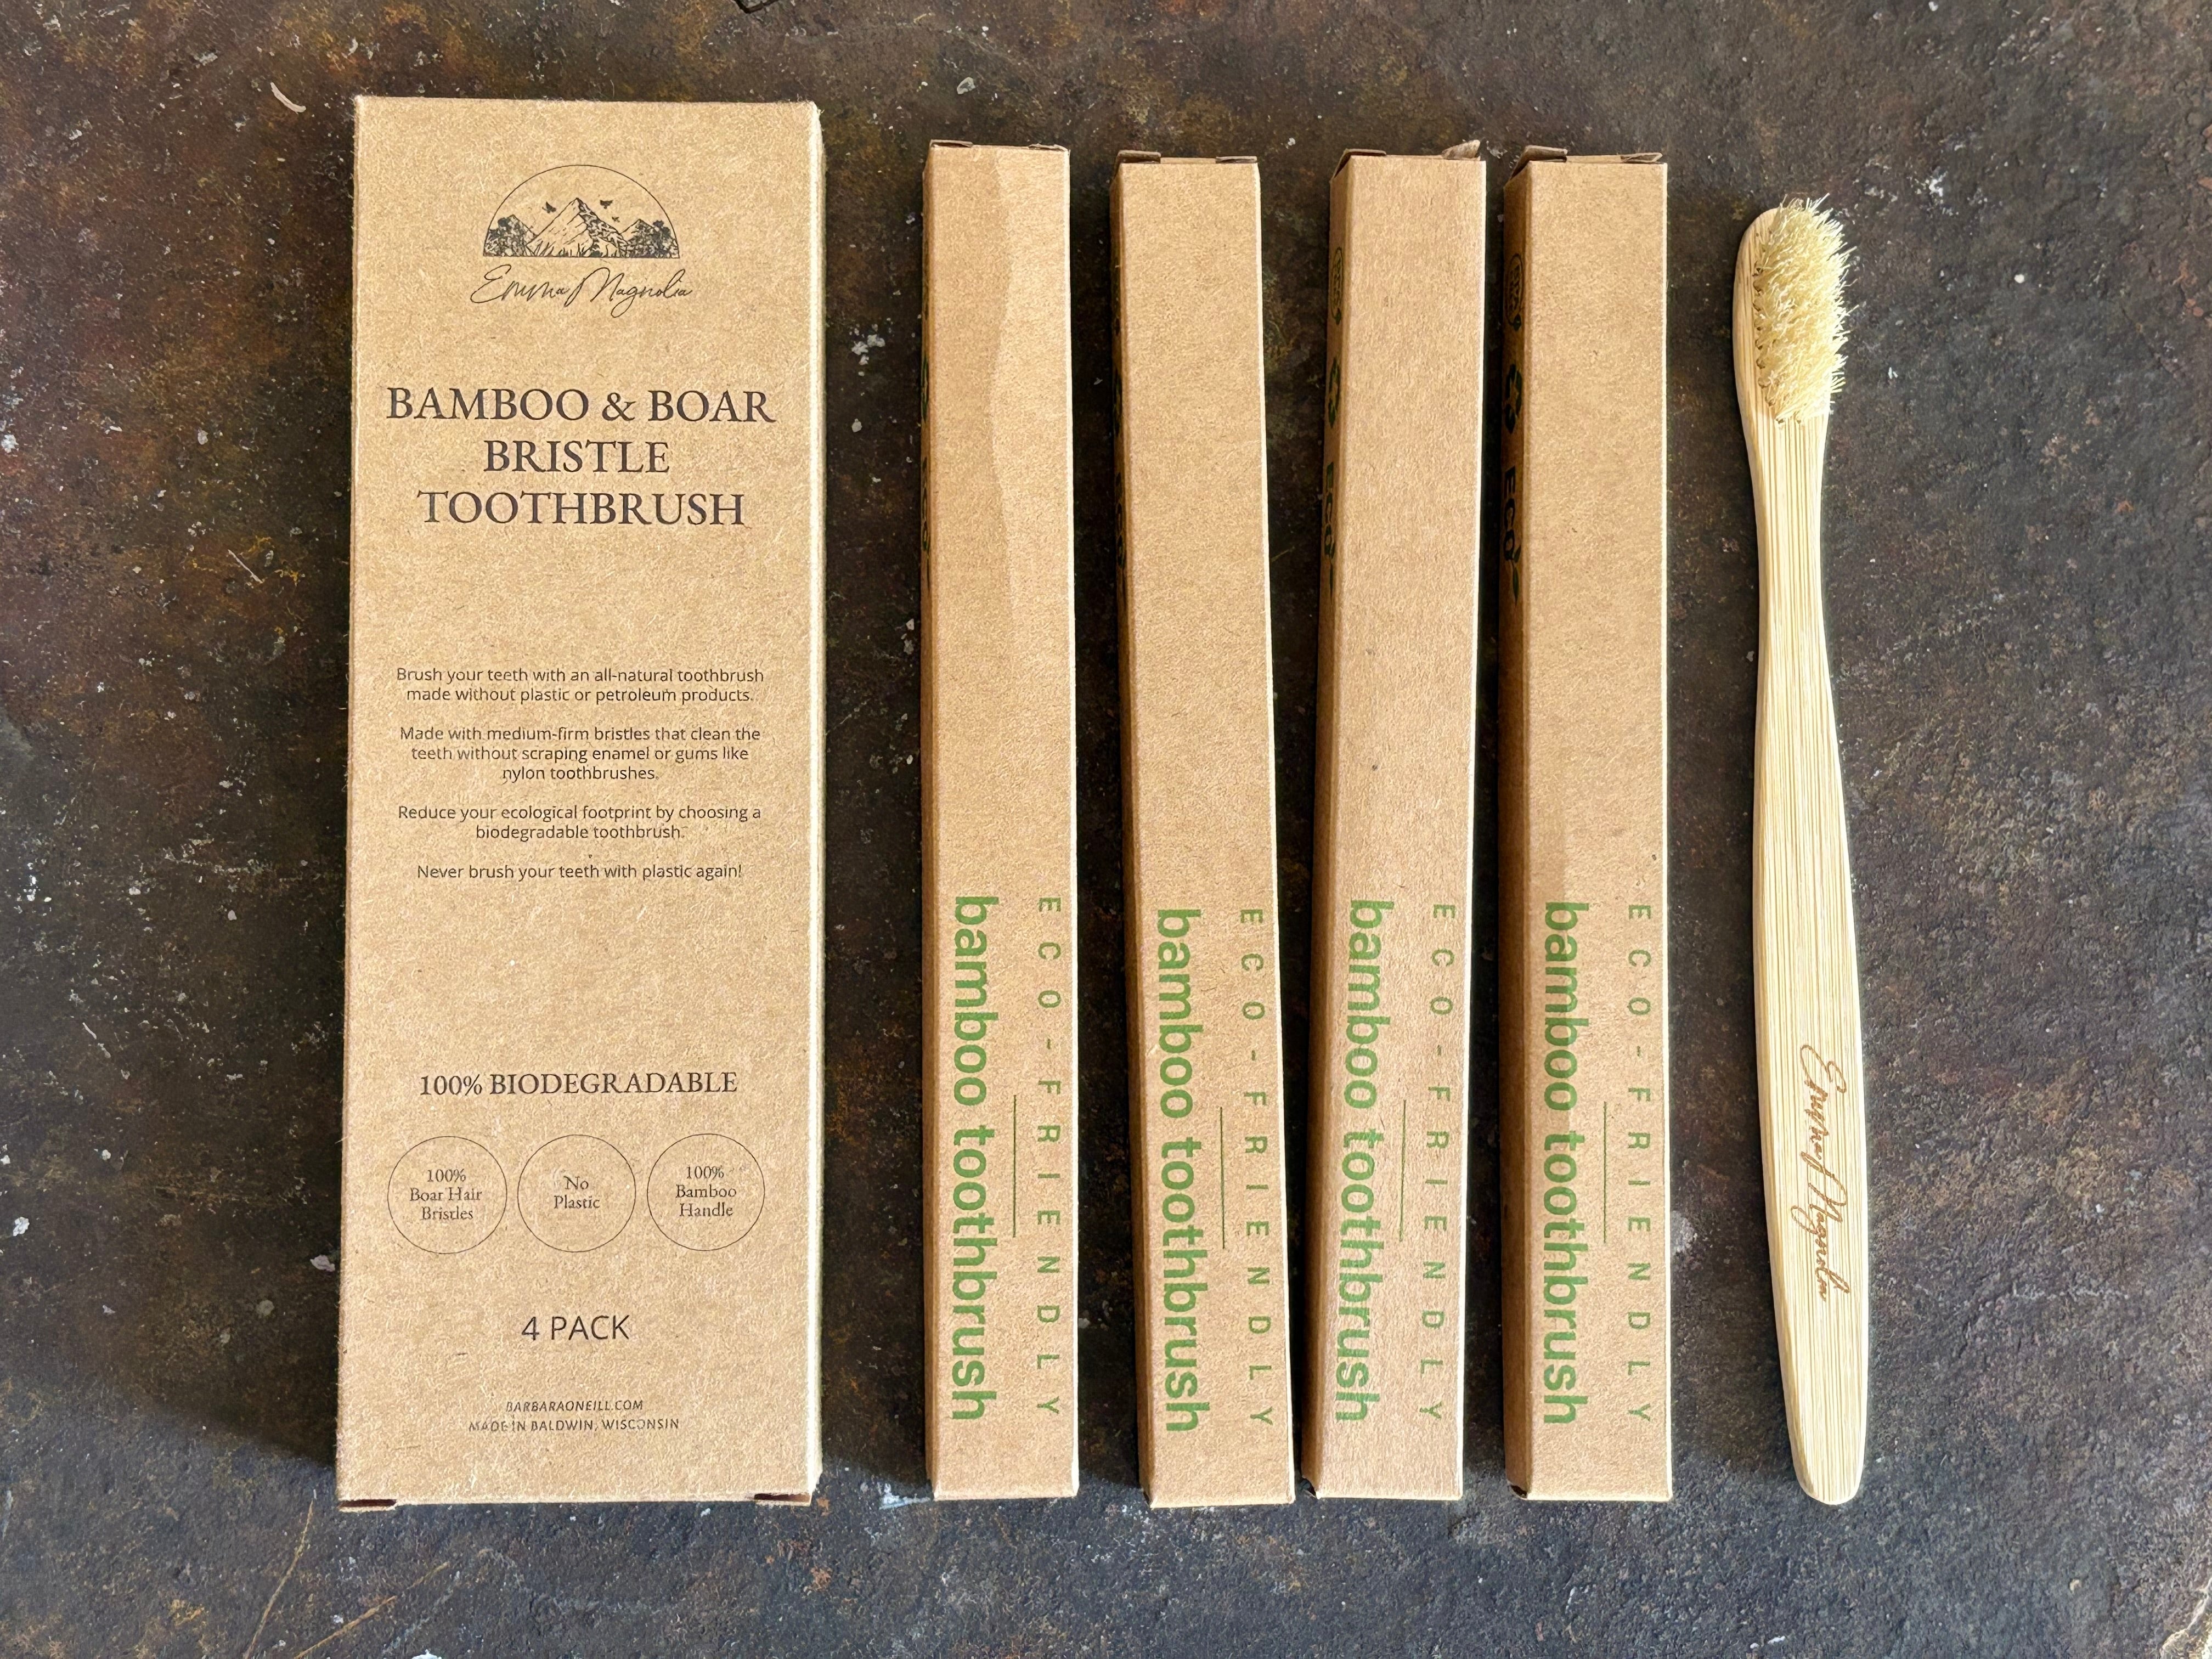 Emma Magnolia
BAMBOO & BOAR
BRISTLE
TOOTHBRUSH
Brush your teeth with an all-natural toothbrush
made without plastic or petroleum products.
Made with medium-firm bristles that clean the
teeth without scraping enamel or gums like
nylon toothbrushes.
Reduce your ecological footprint by choosing a
biodegradable toothbrush.
Never brush your teeth with plastic again!
100% BIODEGRADABLE
100%
Boar Hair
Bristles
No
Plastic
100%
Bamboo
Handle
4 PACK
BARBARAONEILL.COM
MADE IN BALDWIN, WISCONSIN
ECO-FRIENDLY
bamboo toothbrush
ECO-FRIENDLY
bamboo toothbrush
Eco
ECO-FRIENDLY
bamboo toothbrush
Eco
ECO-FRIENDLY
bamboo toothbrush
Emma Magnolia